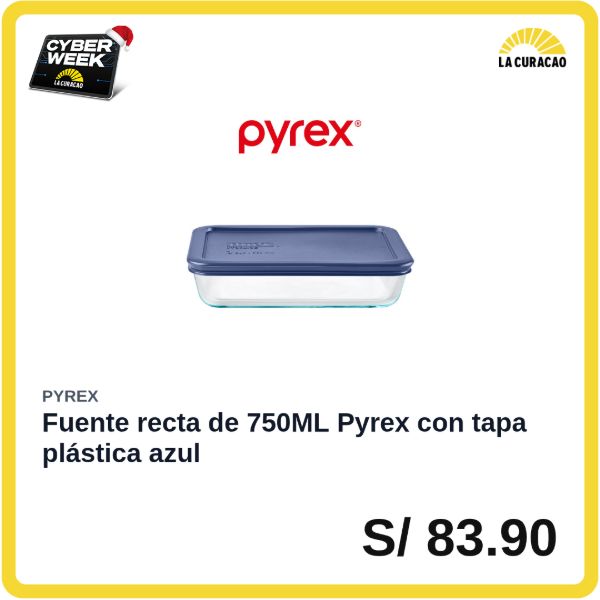 CYBER
WEEK
LA CURACAO
LA CURACAO
pyrex®
PYREX
Fuente recta de 750ML Pyrex con tapa
plástica azul
S/ 83.90